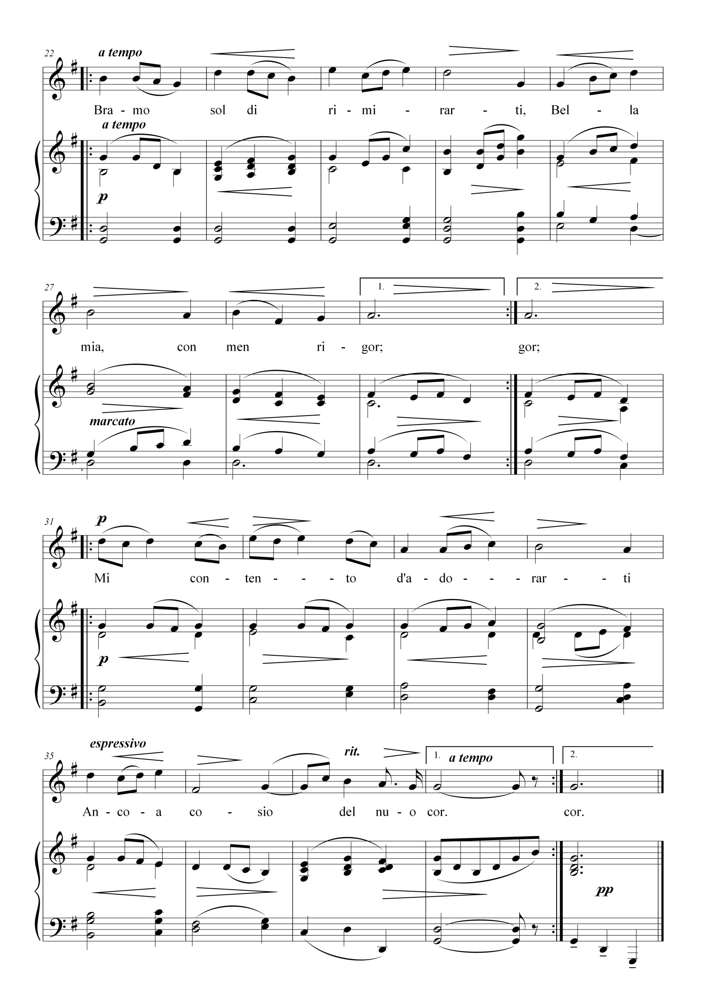 22
a tempo
Bra - mo sol di ri - mi - rar - ti, Bel - la
a tempo
p
27
1.
2.
mia, con men ri - gor; gor;
marcato
31
p
Mi con - ten - - - to d'a - do - - - rar - - ti
p
35
espressivo
rit.
1.
a tempo
2.
An - co - a co - sio del nu - o cor. cor.
pp